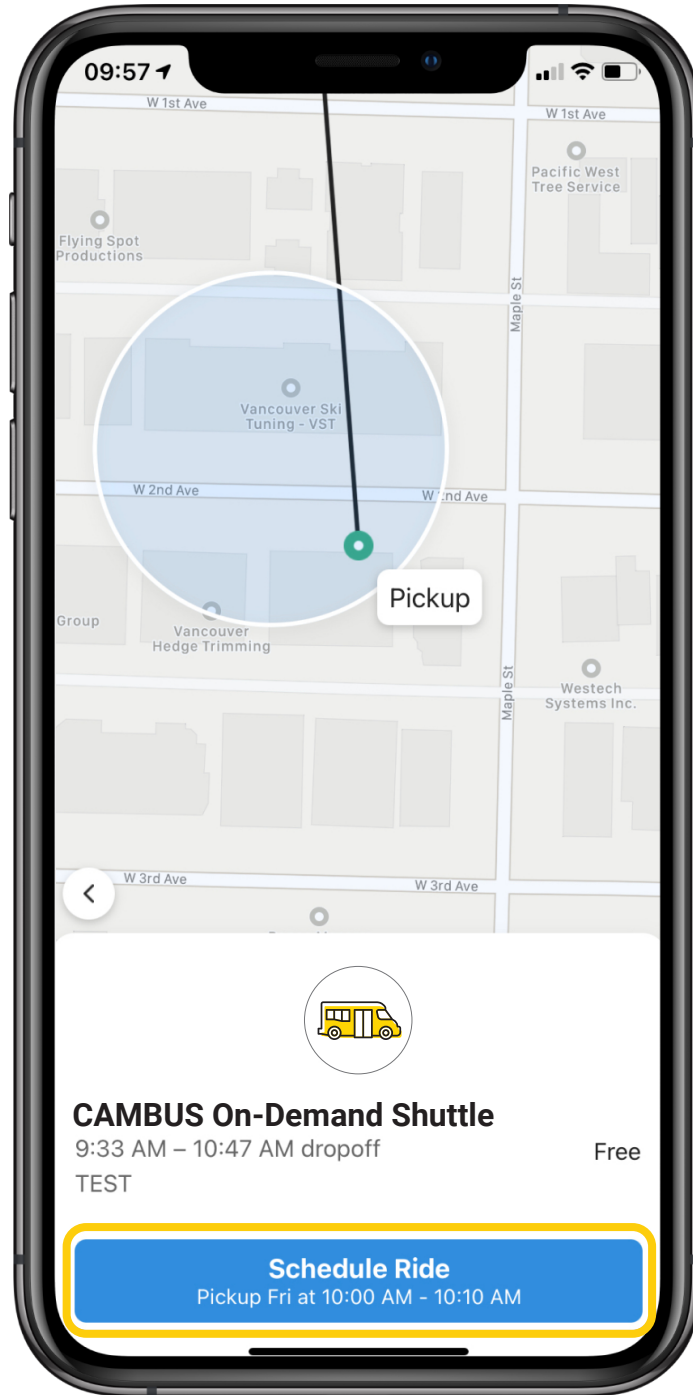 09:57
W 1st Ave
W 1st Ave
Pacific West
Tree Service
Flying Spot
Productions
Maple St
Vancouver Ski
Tuning - VST
W 2nd Ave
W 2nd Ave
Pickup
Group
Vancouver
Hedge Trimming
Maple St
Westech
Systems Inc.
W 3rd Ave
W 3rd Ave
CAMBUS On-Demand Shuttle
9:33 AM – 10:47 AM dropoff
Free
TEST
Schedule Ride
Pickup Fri at 10:00 AM - 10:10 AM